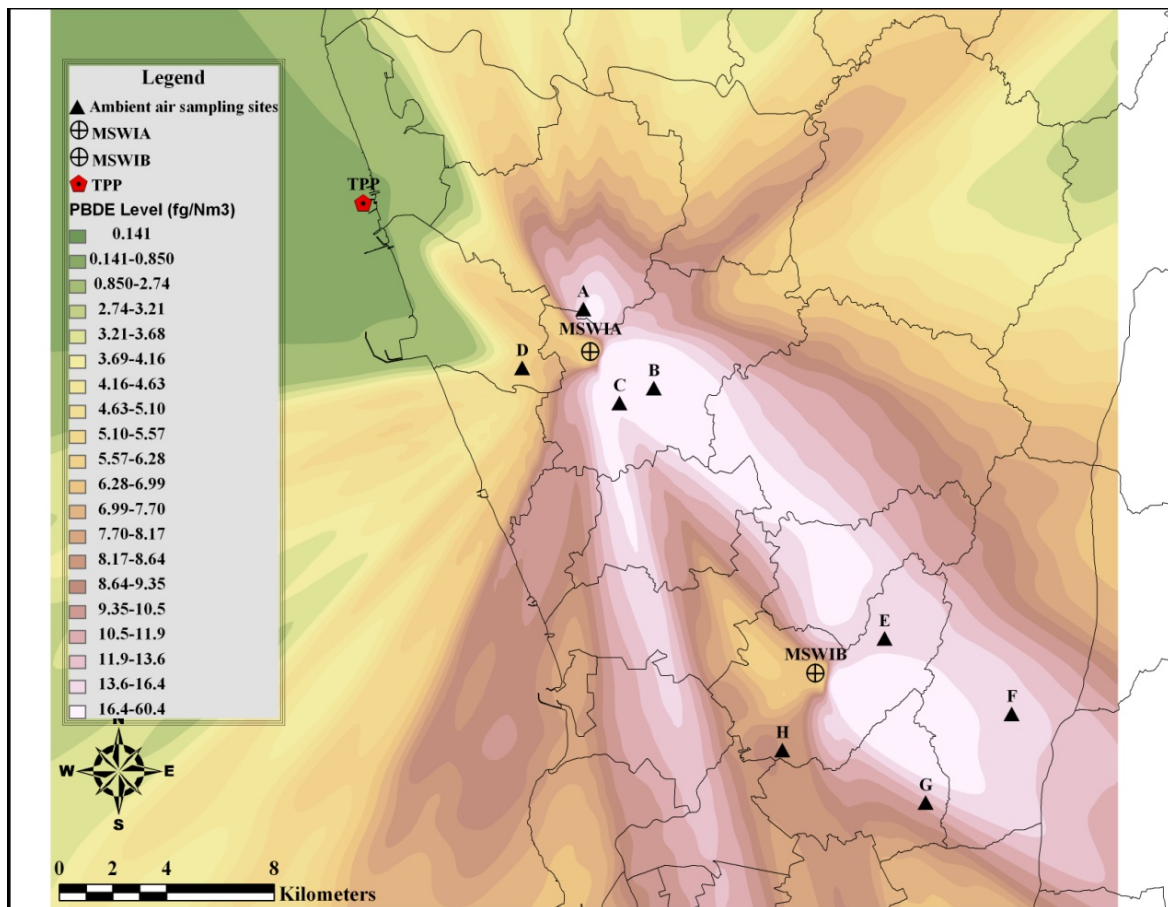 Legend
Ambient air sampling sites
MSWIA
MSWIB
TPP
PBDE Level (fg/Nm3)
0.141
0.141-0.850
0.850-2.74
2.74-3.21
3.21-3.68
3.69-4.16
4.16-4.63
4.63-5.10
5.10-5.57
5.57-6.28
6.28-6.99
6.99-7.70
7.70-8.17
8.17-8.64
8.64-9.35
9.35-10.5
10.5-11.9
11.9-13.6
13.6-16.4
16.4-60.4
TPP
A
MSWIA
D
B
C
E
MSWIB
F
H
G
N
W E
S
0 2 4 8
Kilometers